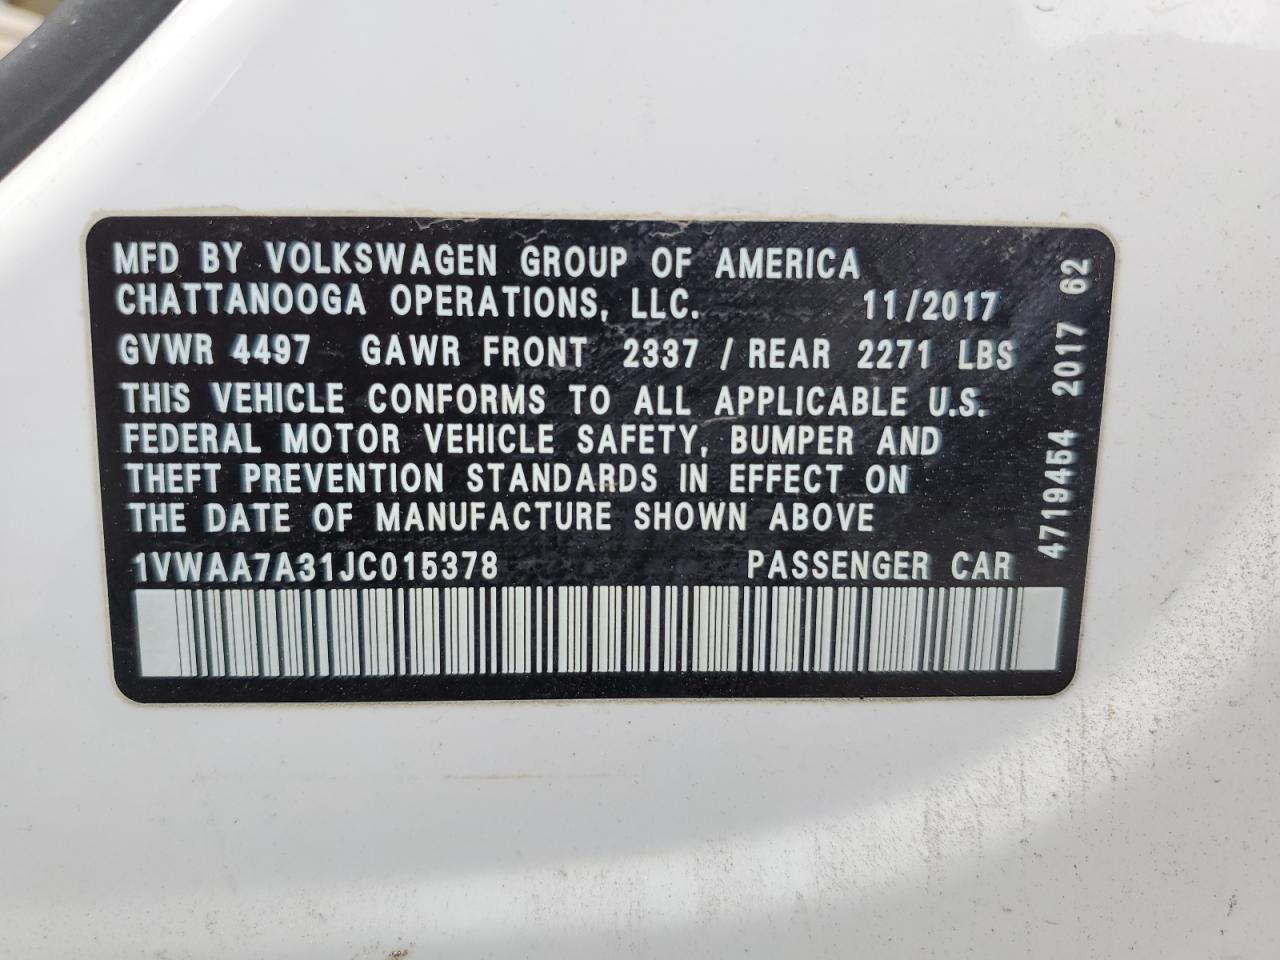 MFD BY VOLKSWAGEN GROUP OF AMERICA
CHATTANOOGA OPERATIONS, LLC. 11/2017
GVWR 4497 GAWR FRONT 2337 / REAR 2271 LBS
THIS VEHICLE CONFORMS TO ALL APPLICABLE U.S.
FEDERAL MOTOR VEHICLE SAFETY, BUMPER AND
THEFT PREVENTION STANDARDS IN EFFECT ON
THE DATE OF MANUFACTURE SHOWN ABOVE
1VWAA7A31JC015378 PASSENGER CAR
4719454 2017 62